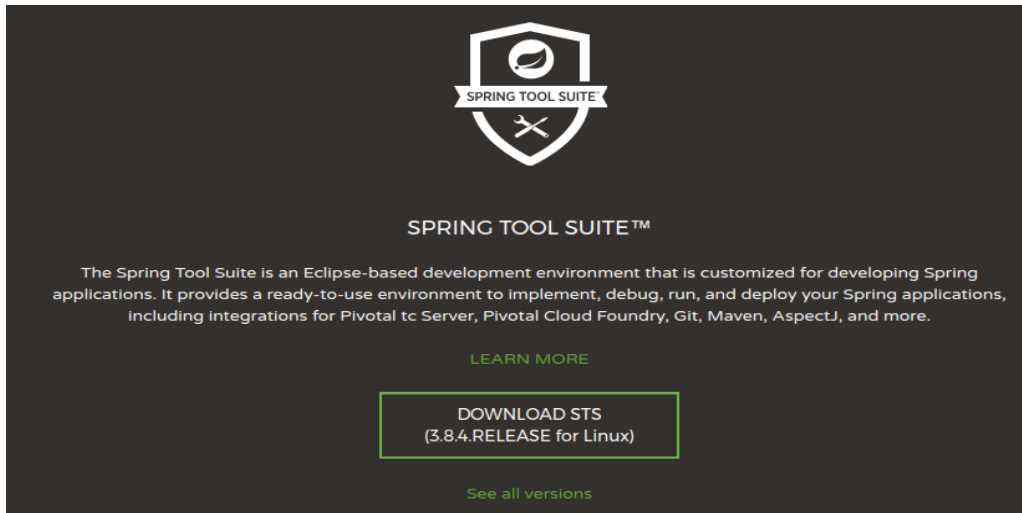 SPRING TOOL SUITE™
SPRING TOOL SUITE™
The Spring Tool Suite is an Eclipse-based development environment that is customized for developing Spring
applications. It provides a ready-to-use environment to implement, debug, run, and deploy your Spring applications,
including integrations for Pivotal tc Server, Pivotal Cloud Foundry, Git, Maven, AspectJ, and more.
LEARN MORE
DOWNLOAD STS
(3.8.4.RELEASE for Linux)
See all versions